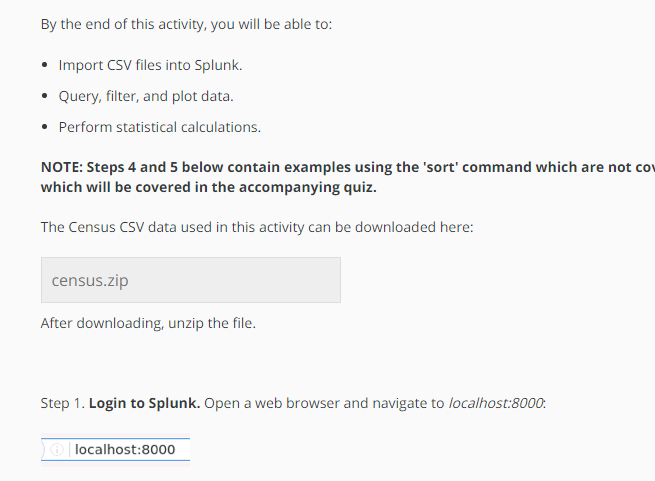 By the end of this activity, you will be able to:
• Import CSV files into Splunk.
• Query, filter, and plot data.
• Perform statistical calculations.
NOTE: Steps 4 and 5 below contain examples using the 'sort' command which are not
which will be covered in the accompanying quiz.
The Census CSV data used in this activity can be downloaded here:
census.zip
After downloading, unzip the file.
Step 1. Login to Splunk. Open a web browser and navigate to localhost:8000:
localhost:8000